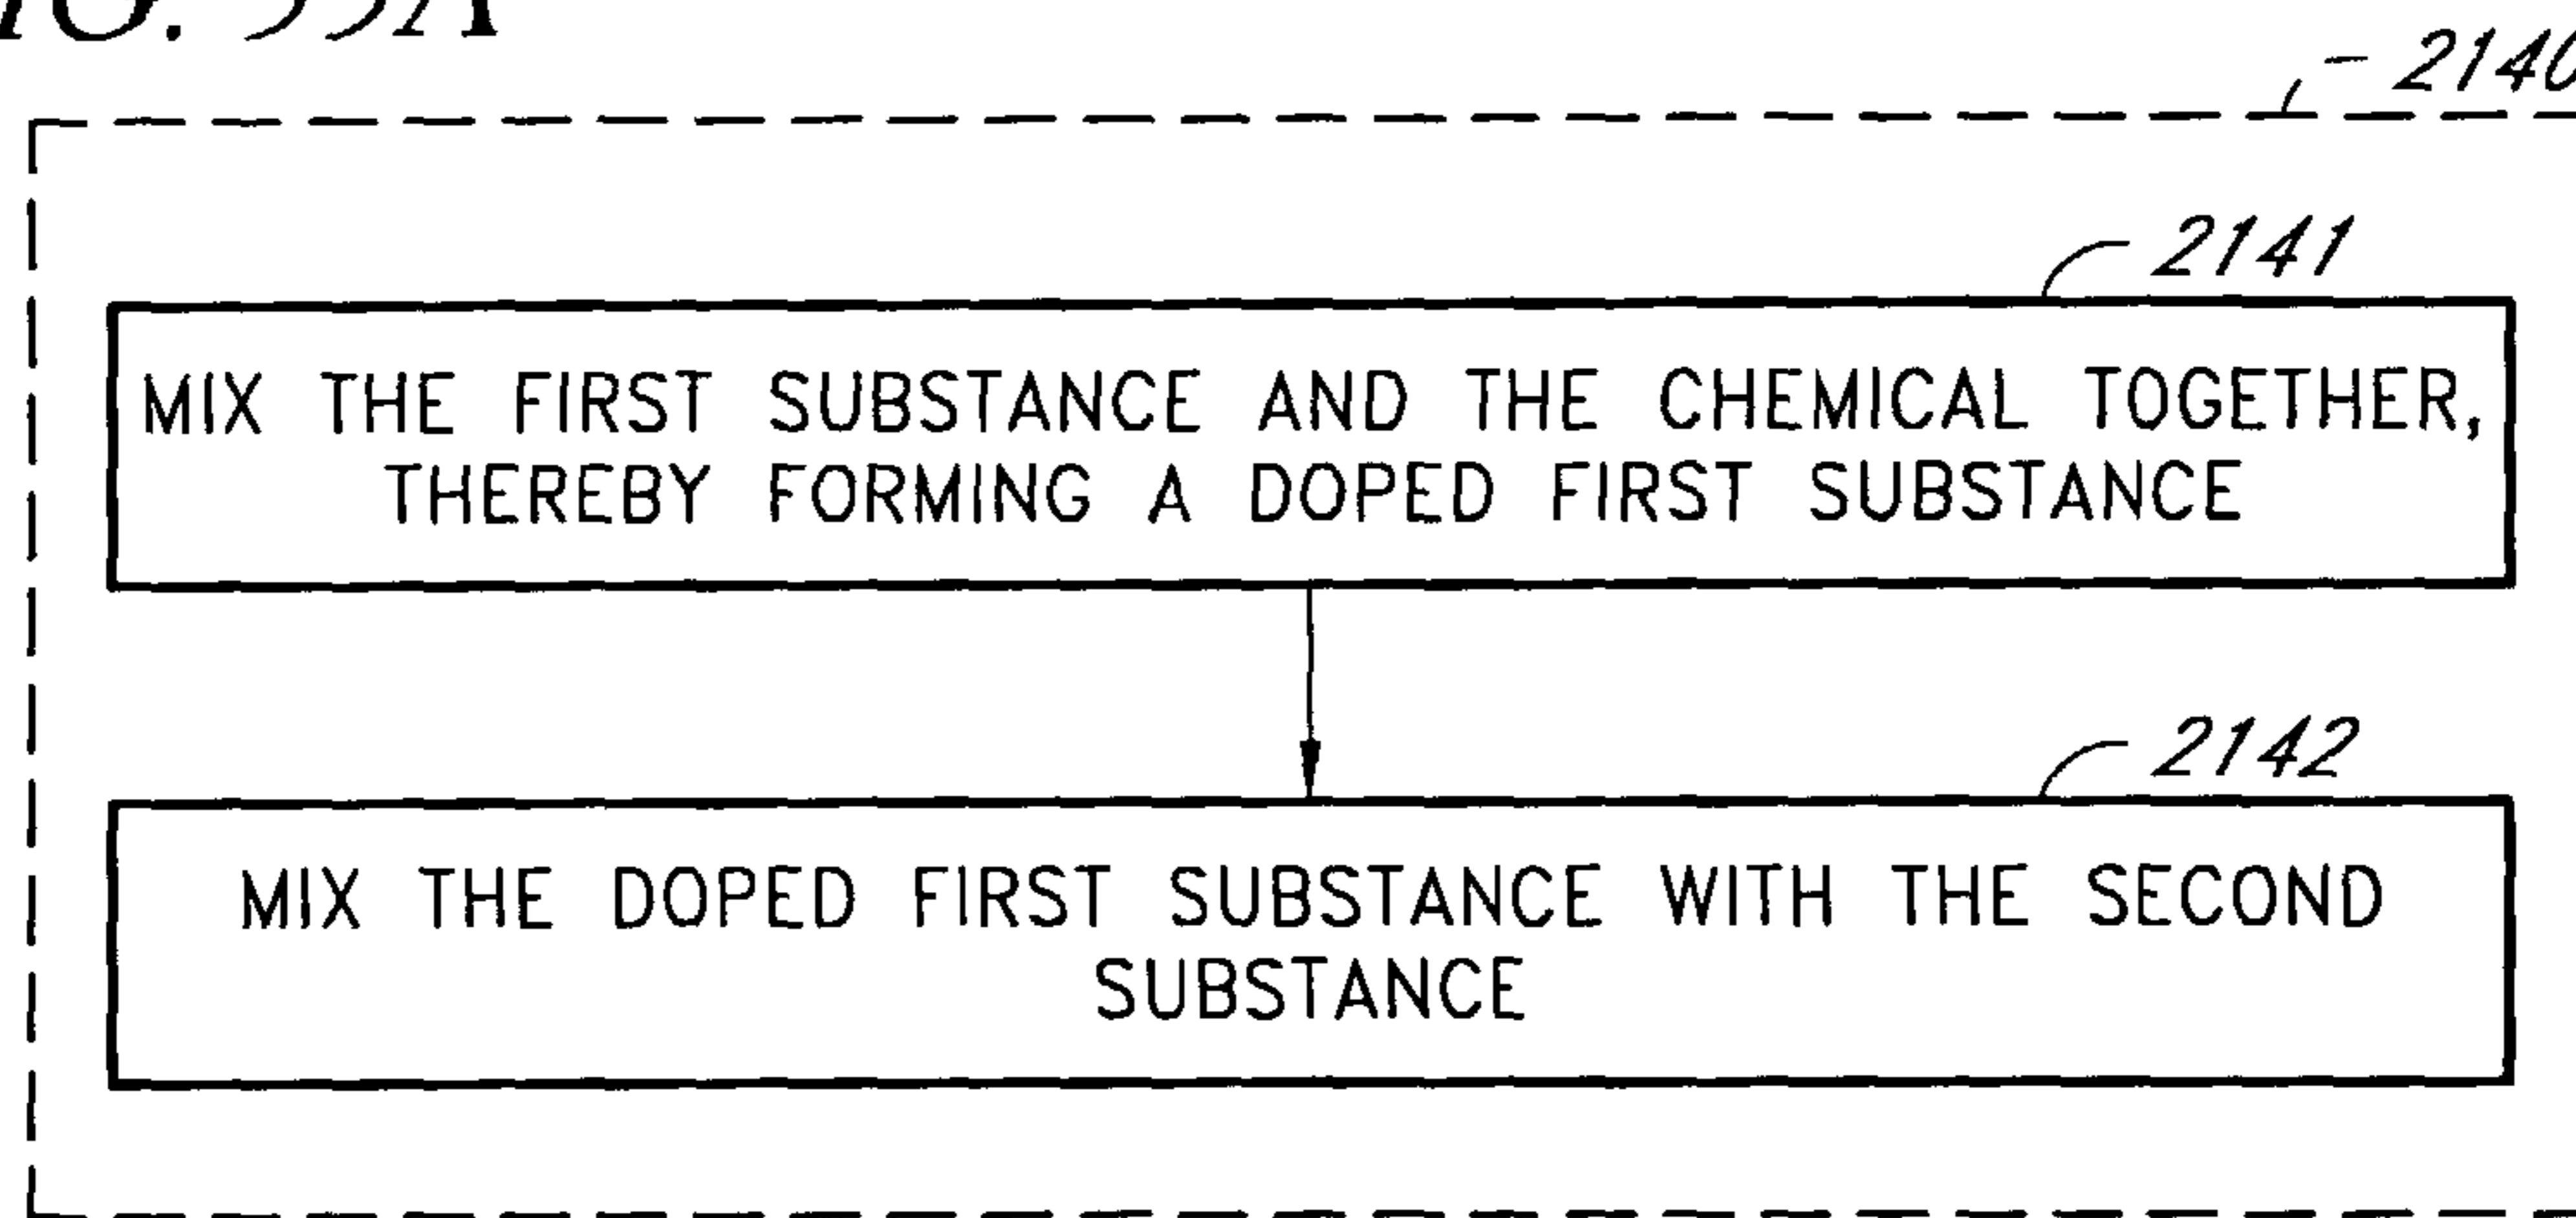 2140
2141
MIX THE FIRST SUBSTANCE AND THE CHEMICAL TOGETHER,
THEREBY FORMING A DOPED FIRST SUBSTANCE
2142
MIX THE DOPED FIRST SUBSTANCE WITH THE SECOND
SUBSTANCE